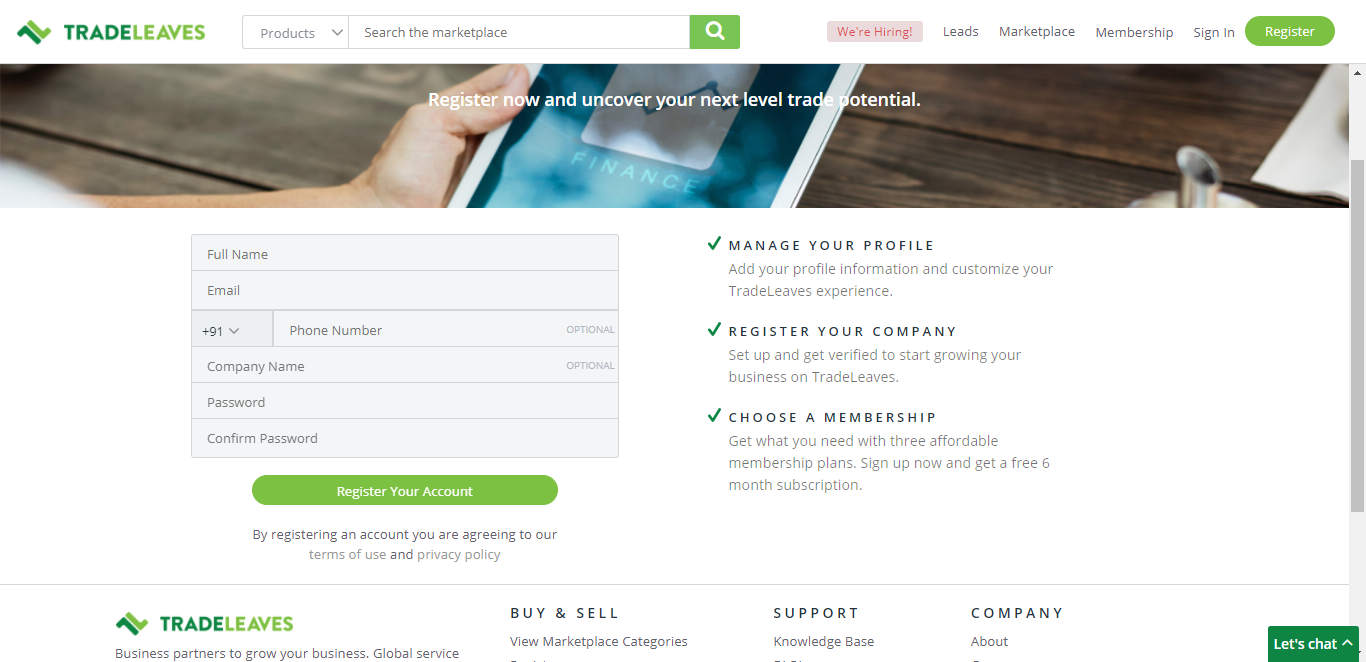 TRADELEAVES
Products
Search the marketplace
We're Hiring!
Leads
Marketplace
Membership
Sign In
Register
Register now and uncover your next level trade potential.
FINANCE
Full Name
Email
+91
Phone Number
OPTIONAL
Company Name
OPTIONAL
Password
Confirm Password
Register Your Account
By registering an account you are agreeing to our
terms of use and privacy policy
MANAGE YOUR PROFILE
Add your profile information and customize your
TradeLeaves experience.
REGISTER YOUR COMPANY
Set up and get verified to start growing your
business on TradeLeaves.
CHOOSE A MEMBERSHIP
Get what you need with three affordable
membership plans. Sign up now and get a free 6
month subscription.
TRADELEAVES
Business partners to grow your business. Global service
BUY & SELL
View Marketplace Categories
SUPPORT
Knowledge Base
COMPANY
About
Let's chat